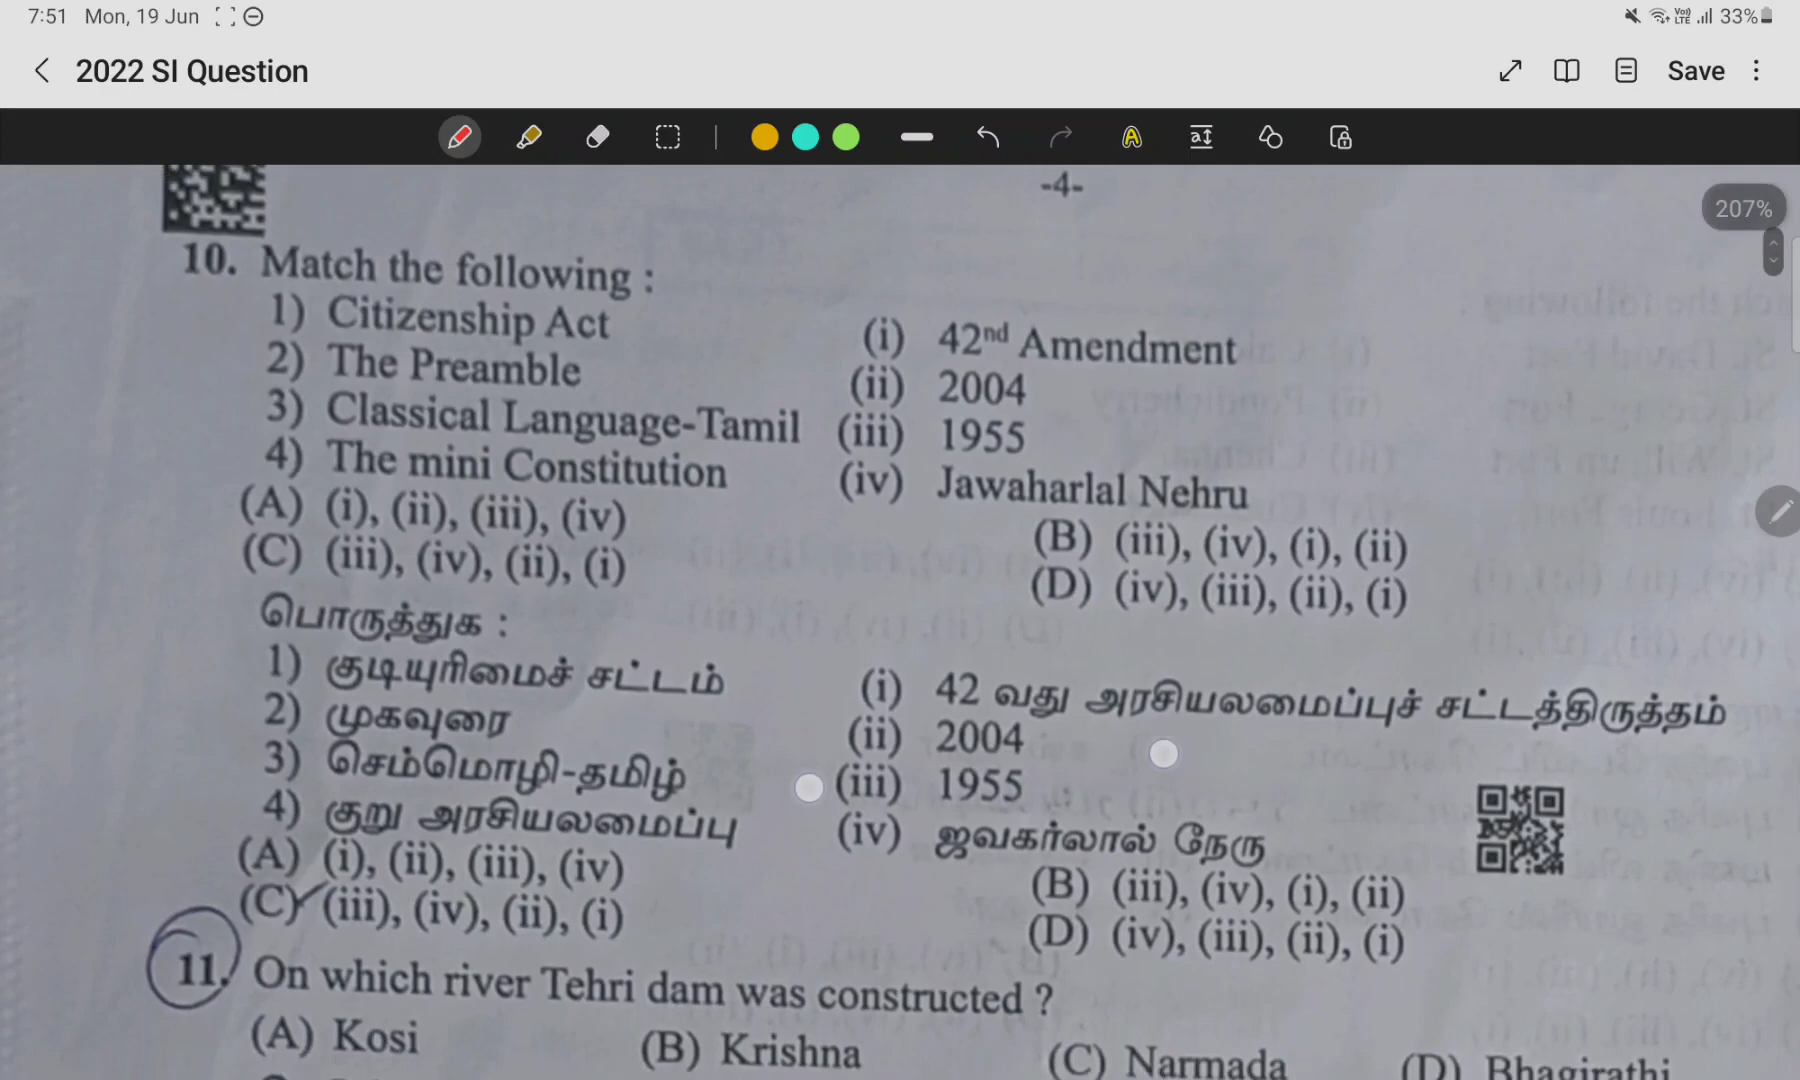 7:51 Mon, 19 Jun 33%
2022 SI Question Save
-4-
207%
10. Match the following :
1) Citizenship Act (i) 42nd Amendment
2) The Preamble (ii) 2004
3) Classical Language-Tamil (iii) 1955
4) The mini Constitution (iv) Jawaharlal Nehru
(A) (i), (ii), (iii), (iv) (B) (iii), (iv), (i), (ii)
(C) (iii), (iv), (ii), (i) (D) (iv), (iii), (ii), (i)
பொருத்துக :
1) குடியுரிமைச் சட்டம் (i) 42 வது அரசியலமைப்புச் சட்டத்திருத்தம்
2) முகவுரை (ii) 2004
3) செம்மொழி-தமிழ் (iii) 1955
4) குறு அரசியலமைப்பு (iv) ஜவகர்லால் நேரு
(A) (i), (ii), (iii), (iv) (B) (iii), (iv), (i), (ii)
(C) (iii), (iv), (ii), (i) (D) (iv), (iii), (ii), (i)
11. On which river Tehri dam was constructed ?
(A) Kosi (B) Krishna (C) Narmada (D) Bhagirathi